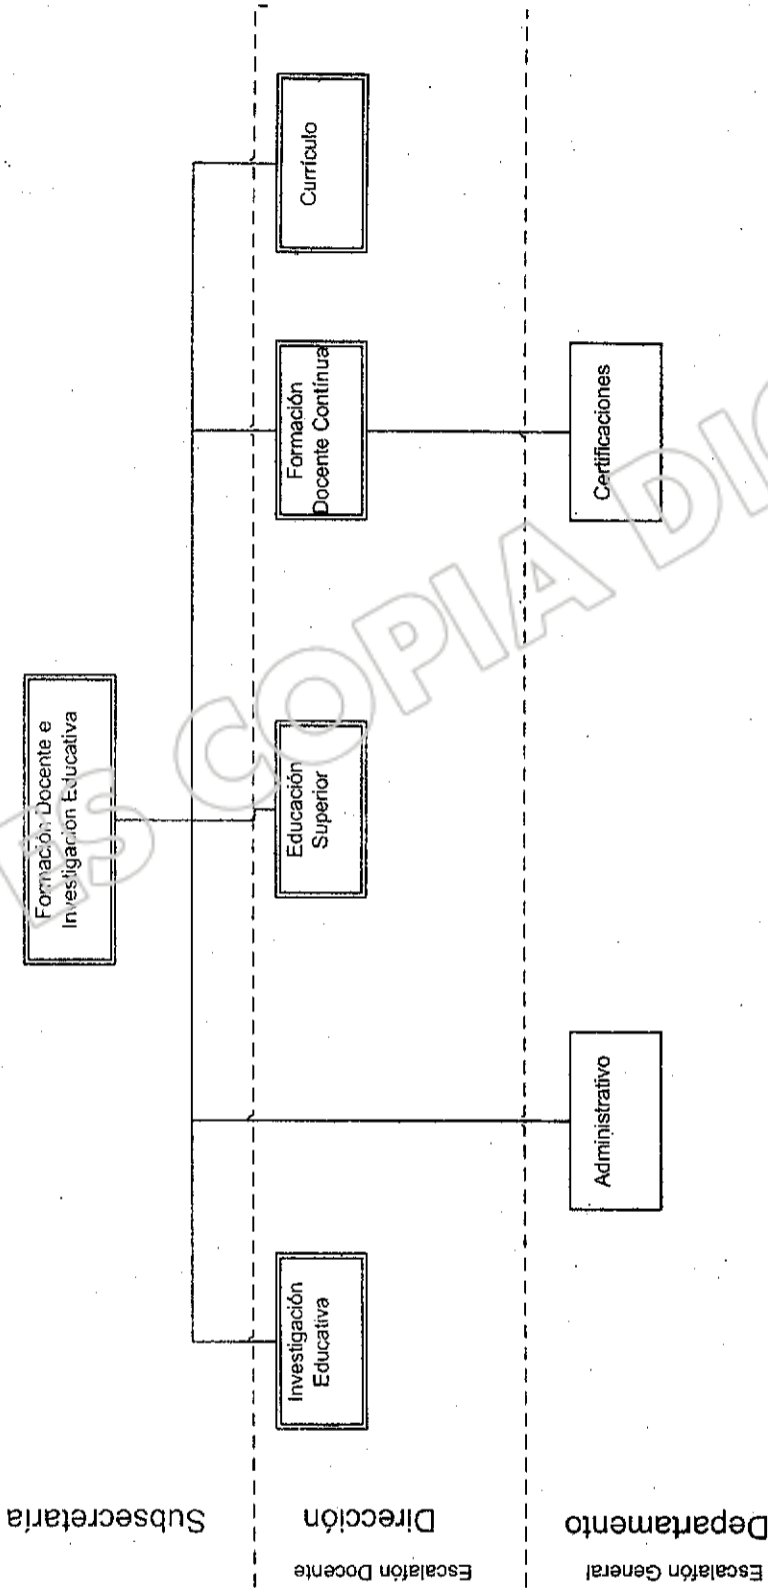 Subsecretaría
Formación Docente e
Investigación Educativa
Dirección
Escalafón Docente
Investigación
Educativa
Educación
Superior
Formación
Docente Contínua
Currículo
Departamento
Escalafón General
Administrativo
Certificaciones
ES COPIA